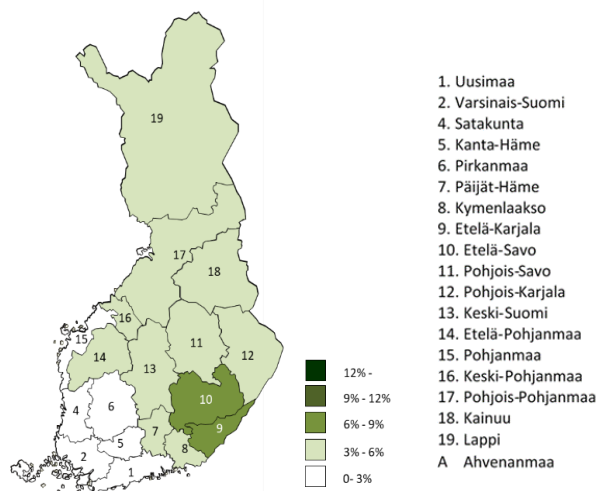 19
17
18
16
15
14
13
11
12
10
4
6
9
5
7
8
2
1
12% -
9% - 12%
6% - 9%
3% - 6%
0- 3%
1. Uusimaa
2. Varsinais-Suomi
4. Satakunta
5. Kanta-Häme
6. Pirkanmaa
7. Päijät-Häme
8. Kymenlaakso
9. Etelä-Karjala
10. Etelä-Savo
11. Pohjois-Savo
12. Pohjois-Karjala
13. Keski-Suomi
14. Etelä-Pohjanmaa
15. Pohjanmaa
16. Keski-Pohjanmaa
17. Pohjois-Pohjanmaa
18. Kainuu
19. Lappi
A Ahvenanmaa